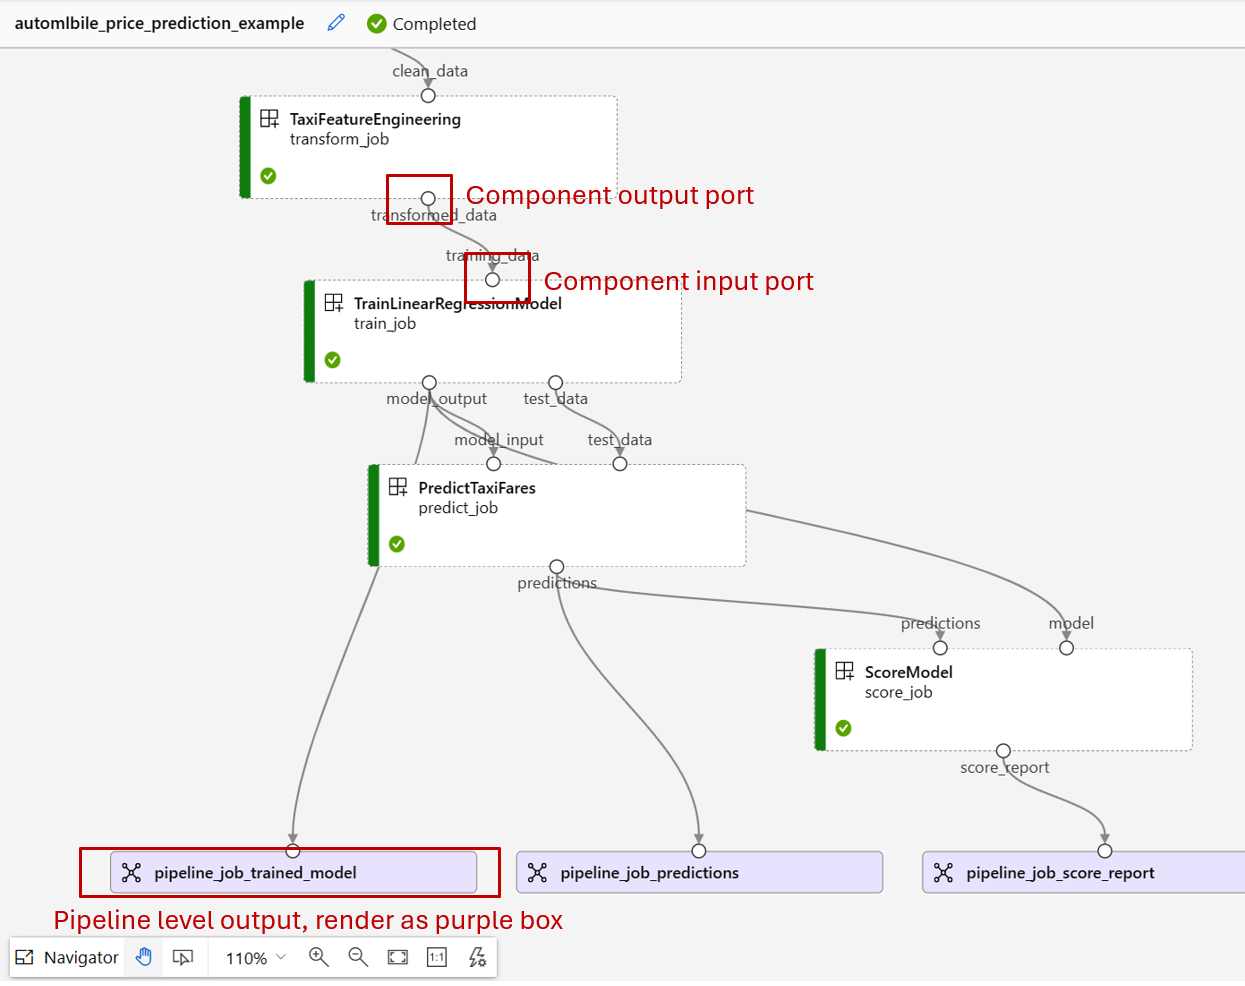 automlbile_price_prediction_example
Completed
clean_data
TaxiFeatureEngineering
transform_job
Component output port
transformed_data
training_data
Component input port
TrainLinearRegressionModel
train_job
model_output
test_data
model_input
test_data
PredictTaxiFares
predict_job
predictions
predictions
model
ScoreModel
score_job
score_report
pipeline_job_trained_model
pipeline_job_predictions
pipeline_job_score_report
Pipeline level output, render as purple box
Navigator
110%
1:1